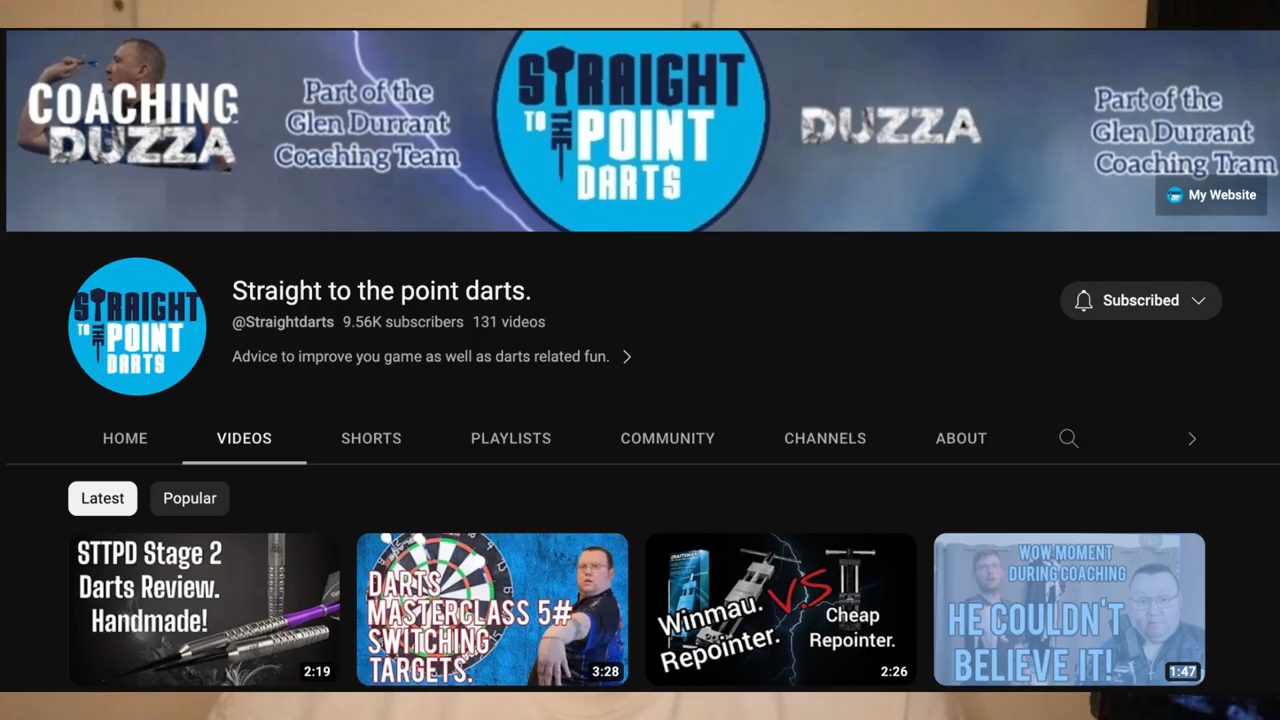 COACHING
DUZZA
Part of the
Glen Durrant
Coaching Team
STRAIGHT
TO THE POINT
DARTS
DUZZA
Part of the
Glen Durrant
Coaching Tram
My Website
STRAIGHT
TO THE POINT
DARTS
Straight to the point darts.
@Straightdarts 9.56K subscribers 131 videos
Advice to improve you game as well as darts related fun.
Subscribed
HOME VIDEOS SHORTS PLAYLISTS COMMUNITY CHANNELS ABOUT
Latest Popular
STTPD Stage 2
Darts Review.
Handmade!
2:19
DARTS
MASTERCLASS 5#
SWITCHING
TARGETS.
3:28
Winmau.
Repointer.
V.S
Cheap
Repointer.
2:26
WOW MOMENT
DURING COACHING
HE COULDN'T
BELIEVE IT!
1:47